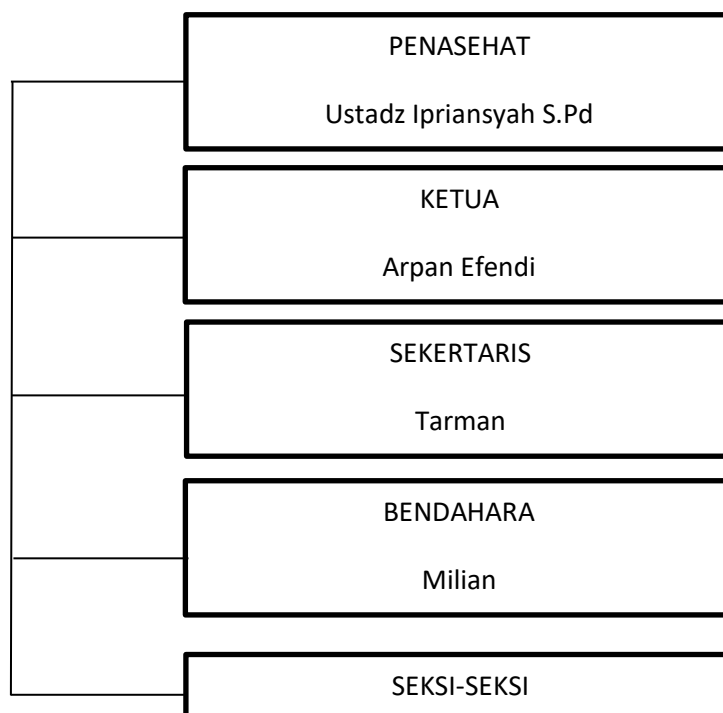 PENASEHAT
Ustadz Ipriansyah S.Pd
KETUA
Arpan Efendi
SEKERTARIS
Tarman
BENDAHARA
Milian
SEKSI-SEKSI